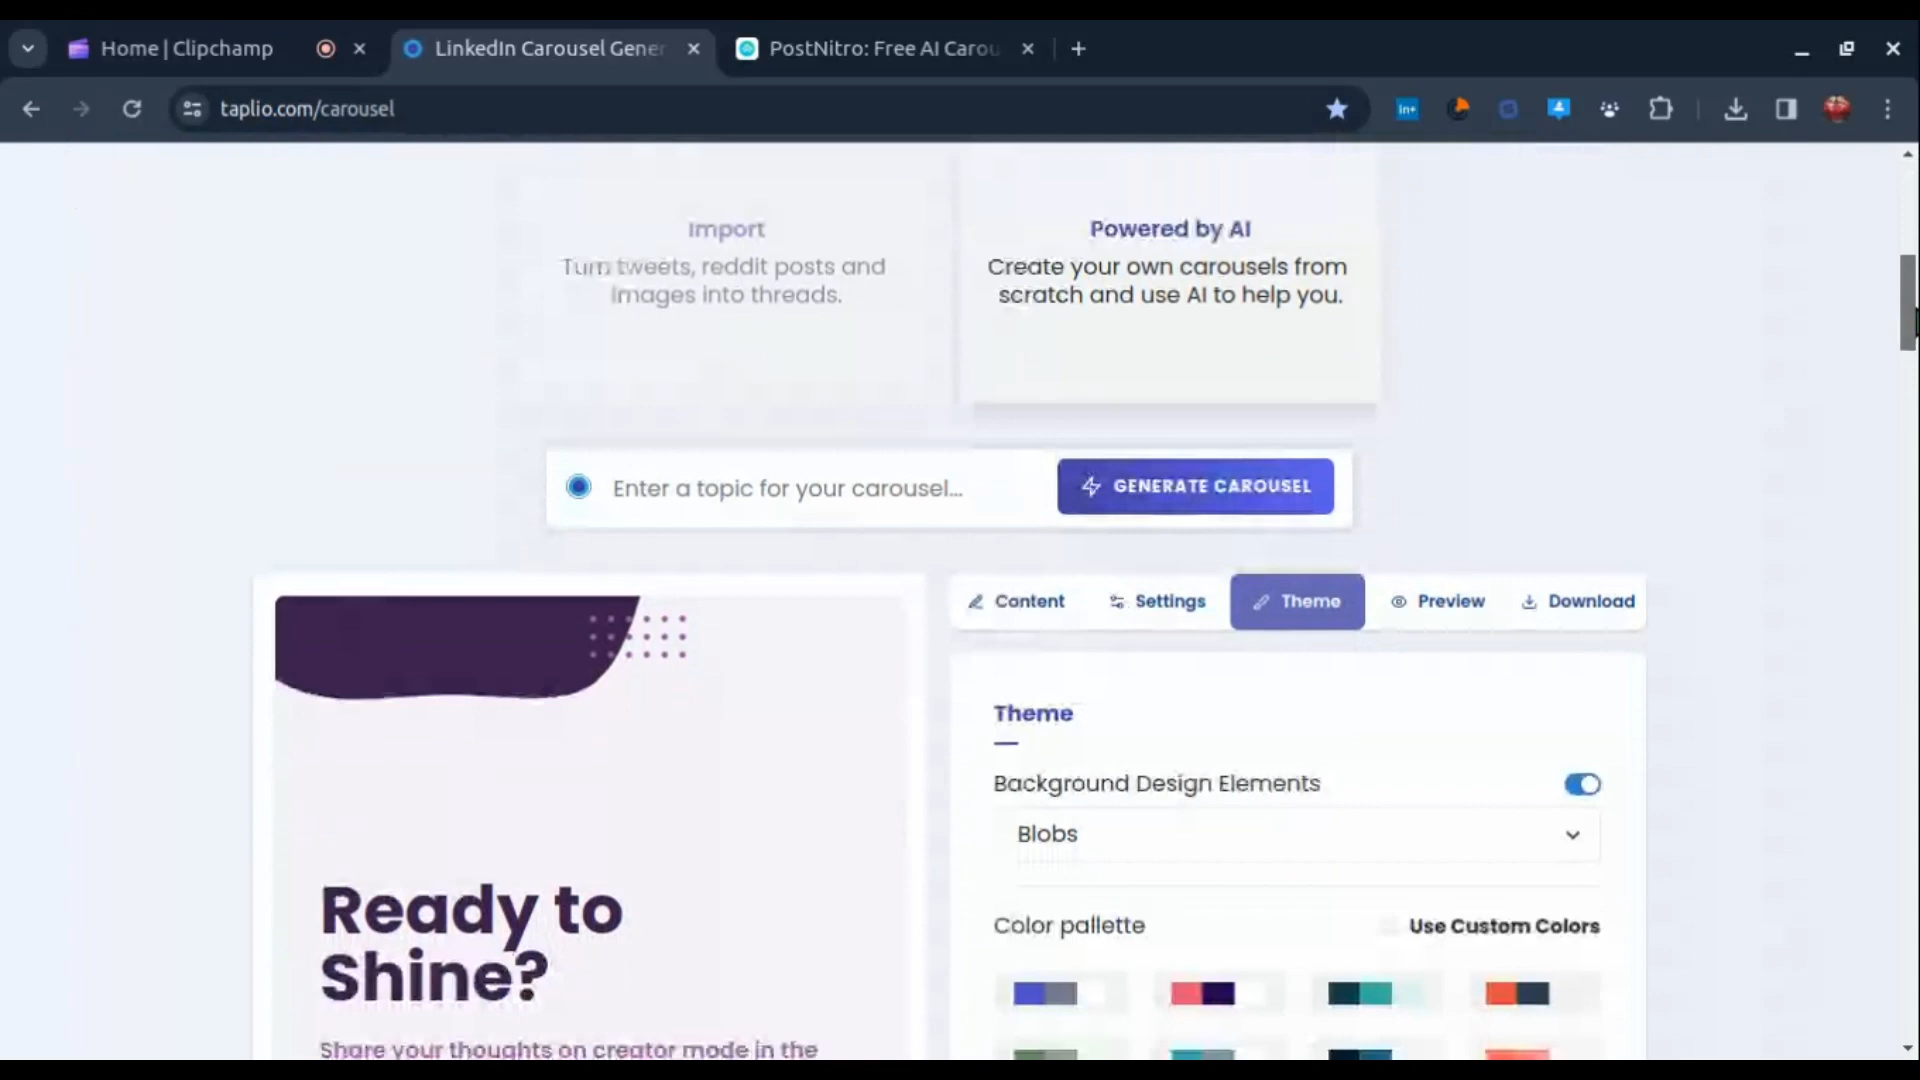 Home | Clipchamp
LinkedIn Carousel Gener
PostNitro: Free AI Carou
taplio.com/carousel
in+
Import
Turn tweets, reddit posts and
images into threads.
Powered by AI
Create your own carousels from
scratch and use AI to help you.
Enter a topic for your carousel...
GENERATE CAROUSEL
Content
Settings
Theme
Preview
Download
Theme
Background Design Elements
Blobs
Color pallette
Use Custom Colors
Ready to
Shine?
Share your thoughts on creator mode in the